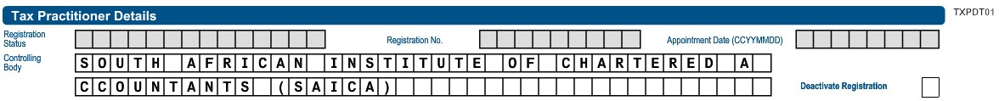 Tax Practitioner Details TXPDT01
Registration Status Registration No. Appointment Date (CCYYMMDD)
Controlling Body SOUTH AFRICAN INSTITUTE OF CHARTERED A
CCOUNTANTS (SAICA) Deactivate Registration